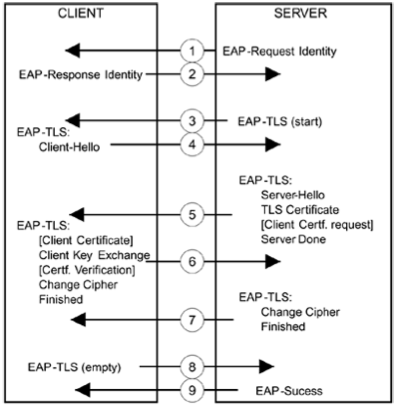 CLIENT
SERVER
1
EAP-Request Identity
EAP-Response Identity
2
3
EAP-TLS (start)
EAP-TLS:
Client-Hello
4
EAP-TLS:
Server-Hello
TLS Certificate
[Client Certf. request]
Server Done
5
EAP-TLS:
[Client Certificate]
Client Key Exchange
[Certf. Verification]
Change Cipher
Finished
6
EAP-TLS:
Change Cipher
Finished
7
EAP-TLS (empty)
8
9
EAP-Sucess